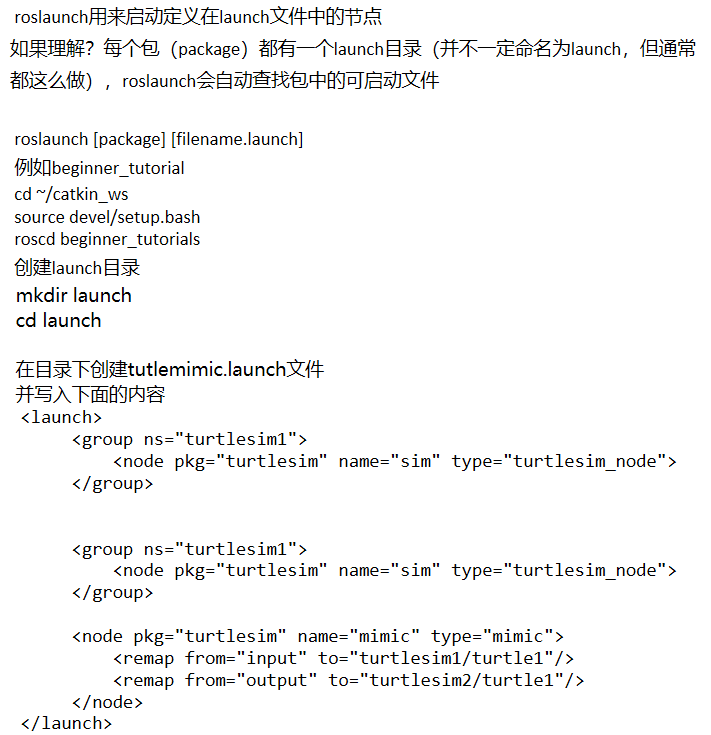 roslaunch用来启动定义在launch文件中的节点
如果理解？每个包（package）都有一个launch目录（并不一定命名为launch，但通常
都这么做），roslaunch会自动查找包中的可启动文件
roslaunch [package] [filename.launch]
例如beginner_tutorial
cd ~/catkin_ws
source devel/setup.bash
roscd beginner_tutorials
创建launch目录
mkdir launch
cd launch
在目录下创建tutlemimic.launch文件
并写入下面的内容
<launch>
<group ns="turtlesim1">
<node pkg="turtlesim" name="sim" type="turtlesim_node">
</group>
<group ns="turtlesim1">
<node pkg="turtlesim" name="sim" type="turtlesim_node">
</group>
<node pkg="turtlesim" name="mimic" type="mimic">
<remap from="input" to="turtlesim1/turtle1"/>
<remap from="output" to="turtlesim2/turtle1"/>
</node>
</launch>